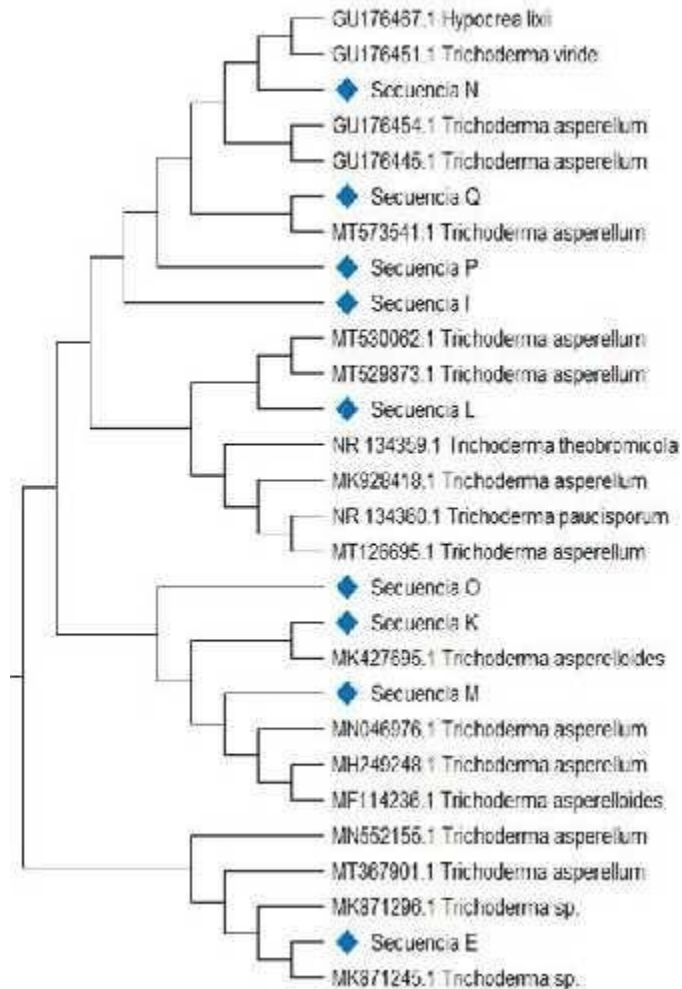 GU176467.1 Hypocrea lixii
GU176451.1 Trichoderma viride
Secuencia N
GU176454.1 Trichoderma asperellum
GU176445.1 Trichoderma asperellum
Secuencia Q
MT573541.1 Trichoderma asperellum
Secuencia P
Secuencia I
MT530062.1 Trichoderma asperellum
MT529873.1 Trichoderma asperellum
Secuencia L
NR 134359.1 Trichoderma theobromicola
MK928418.1 Trichoderma asperellum
NR 134360.1 Trichoderma paucisporum
MT126695.1 Trichoderma asperellum
Secuencia O
Secuencia K
MK427695.1 Trichoderma asperelloides
Secuencia M
MN046976.1 Trichoderma asperellum
MH249248.1 Trichoderma asperellum
MF114236.1 Trichoderma asperelloides
MN552155.1 Trichoderma asperellum
MT367901.1 Trichoderma asperellum
MK871296.1 Trichoderma sp.
Secuencia E
MK871245.1 Trichoderma sp.